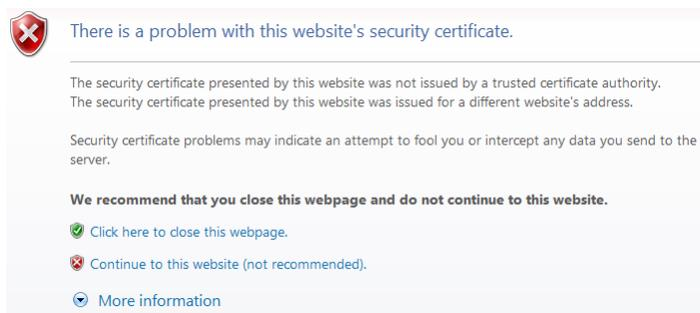 There is a problem with this website's security certificate.
The security certificate presented by this website was not issued by a trusted certificate authority.
The security certificate presented by this website was issued for a different website's address.
Security certificate problems may indicate an attempt to fool you or intercept any data you send to the
server.
We recommend that you close this webpage and do not continue to this website.
Click here to close this webpage.
Continue to this website (not recommended).
More information